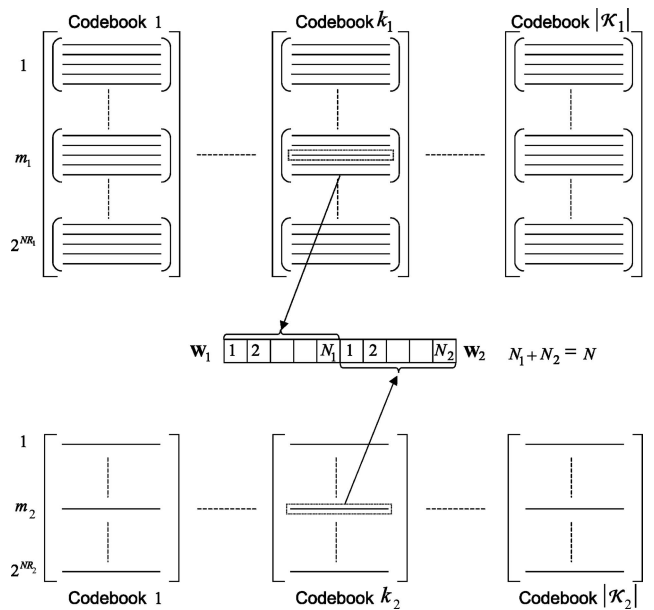 Codebook 1 Codebook k₁ Codebook |𝒦₁|
1
m₁
2^{NR₁}
W₁ 1 2 N₁ 1 2 N₂ W₂ N₁ + N₂ = N
1
m₂
2^{NR₂}
Codebook 1 Codebook k₂ Codebook |𝒦₂|